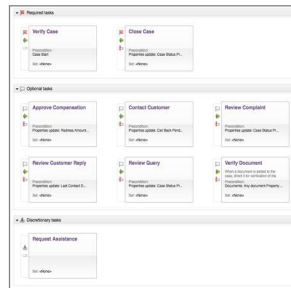 Required tasks
Verify Case
Close Case
Precondition:
Case Start
Set: <None>
Precondition:
Properties update: Case Status Pr...
Set: <None>
Optional tasks
Approve Compensation
Contact Customer
Review Complaint
Precondition:
Properties update: Redress Amount...
Set: <None>
Precondition:
Properties update: Call Back Pend...
Set: <None>
Precondition:
Properties update: Case Status Pr...
Set: <None>
Review Customer Reply
Review Query
Verify Document
Precondition:
Properties update: Last Contact D...
Set: <None>
Precondition:
Properties update: Case Status Pr...
Set: <None>
When a document is added to the
case, direct it for verification of the
Precondition:
Documents: Any document Property...
Set: <None>
Discretionary tasks
Request Assistance
Set: <None>